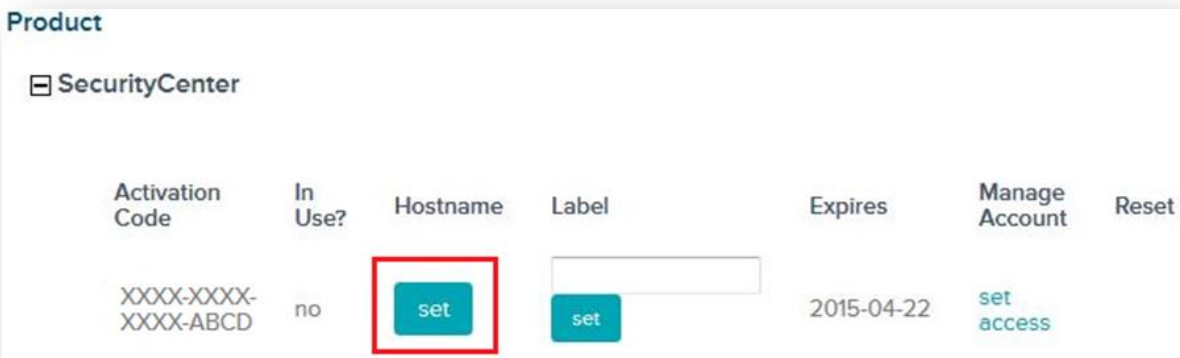 Product
SecurityCenter
Activation Code
In Use?
Hostname
Label
Expires
Manage Account
Reset
XXXX-XXXX-XXXX-ABCD
no
set
set
2015-04-22
set access